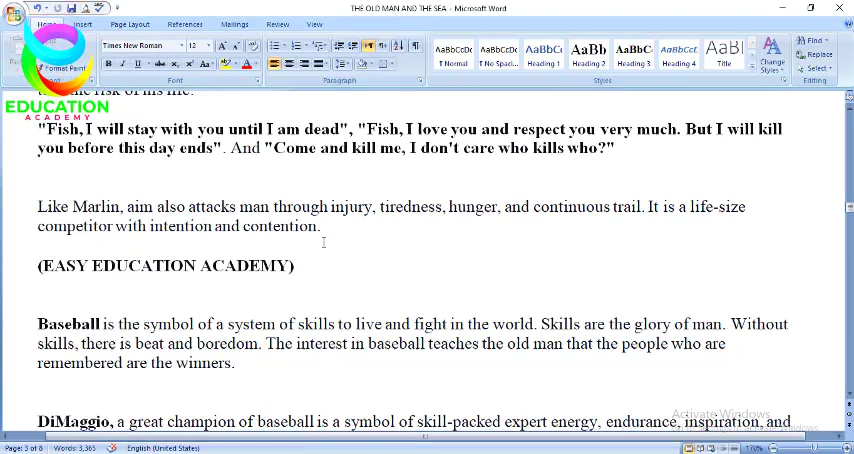 THE OLD MAN AND THE SEA - Microsoft Word
Home Insert Page Layout References Mailings Review View
Times New Roman 12
Format Paint
Font Paragraph Styles Editing
AaBbCcDc AaBbCcDc AaBbC AaBb AaBbC AaBbCcL AaBbI
¶ Normal ¶ No Spaci... Heading 1 Heading 2 Heading 3 Heading 4 Title
Change Styles
Find
Replace
Select
EDUCATION
ACADEMY
the risk of his life.
"Fish, I will stay with you until I am dead", "Fish, I love you and respect you very much. But I will kill
you before this day ends". And "Come and kill me, I don't care who kills who?"
Like Marlin, aim also attacks man through injury, tiredness, hunger, and continuous trail. It is a life-size
competitor with intention and contention.
(EASY EDUCATION ACADEMY)
Baseball is the symbol of a system of skills to live and fight in the world. Skills are the glory of man. Without
skills, there is beat and boredom. The interest in baseball teaches the old man that the people who are
remembered are the winners.
DiMaggio, a great champion of baseball is a symbol of skill-packed expert energy, endurance, inspiration, and
Activate Windows
Page: 3 of 8 Words: 3,365 English (United States) 170%